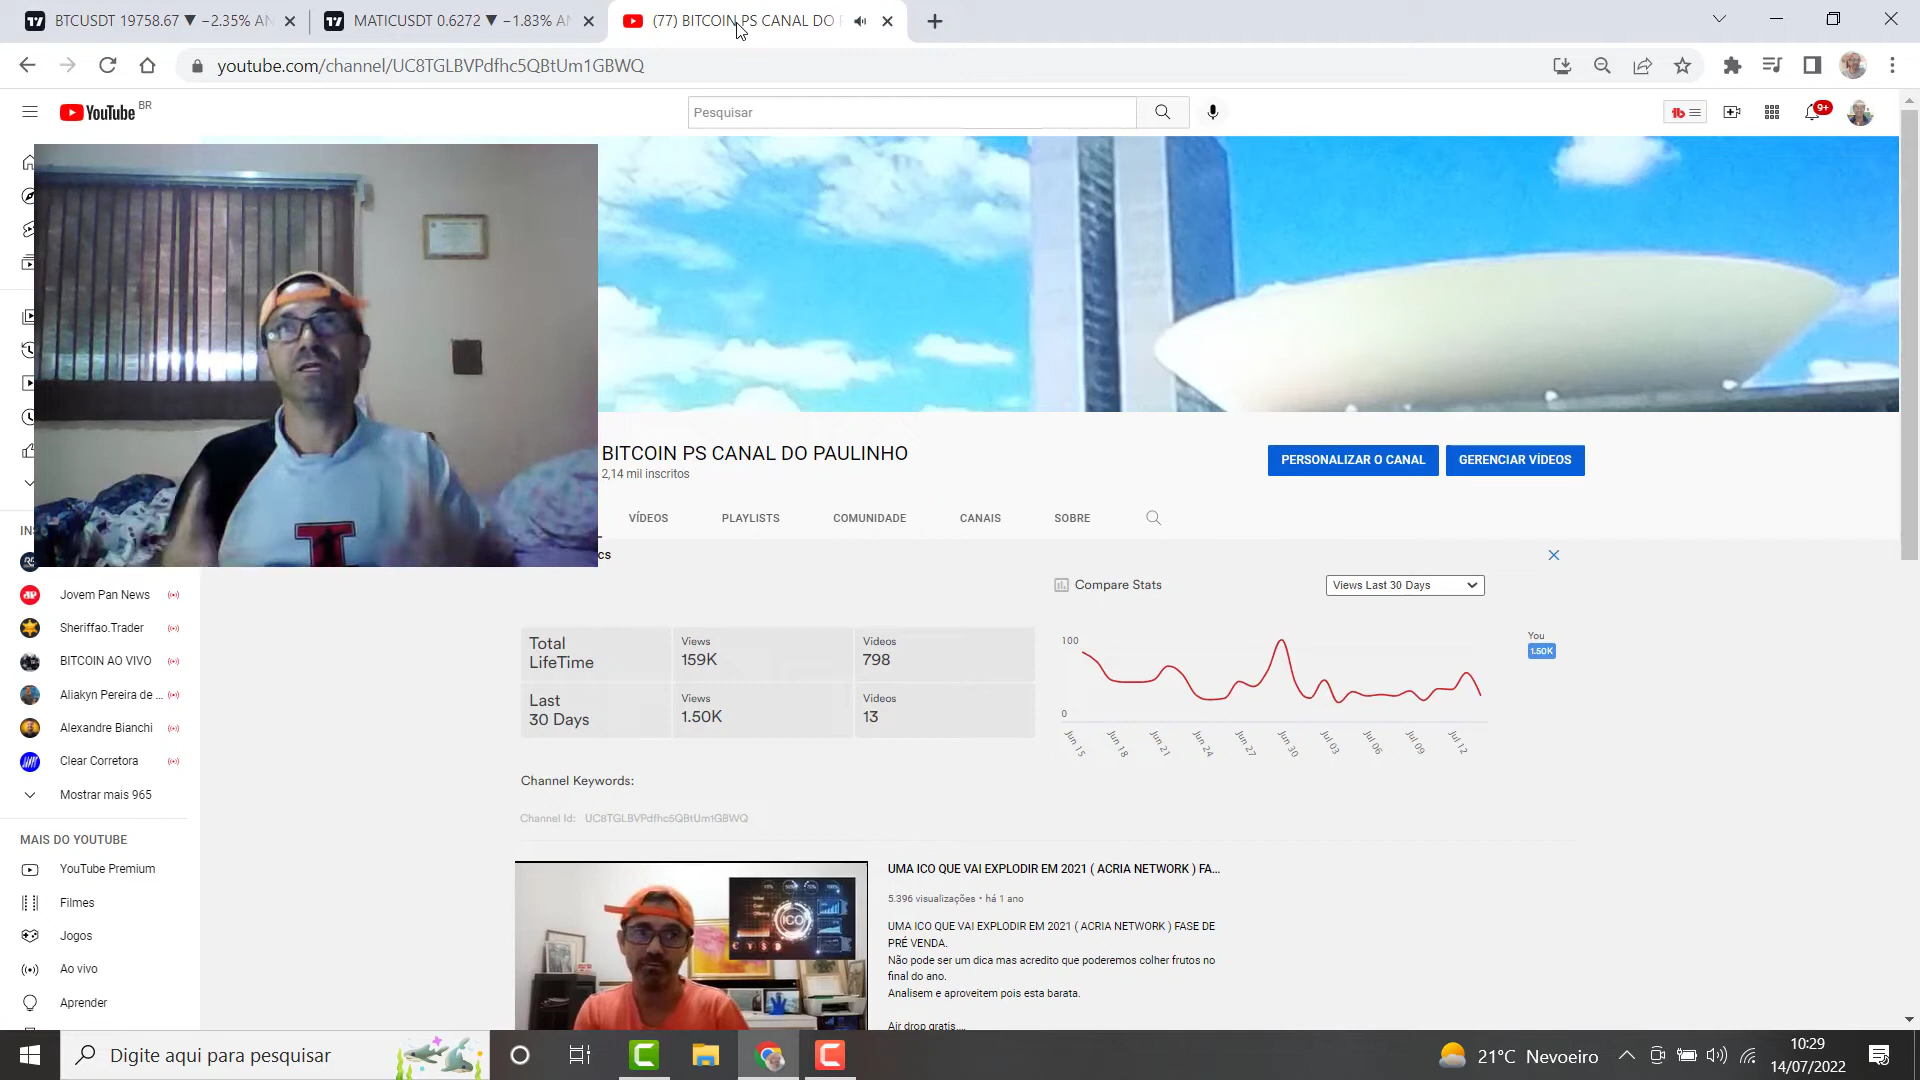 BTCUSDT 19758.67 ▼ −2.35% AN
MATICUSDT 0.6272 ▼ −1.83% AN
(77) BITCOIN PS CANAL DO P
youtube.com/channel/UC8TGLBVPdfhc5QBtUm1GBWQ
YouTube BR
Pesquisar
9+
BITCOIN PS CANAL DO PAULINHO
2,14 mil inscritos
PERSONALIZAR O CANAL
GERENCIAR VÍDEOS
VÍDEOS
PLAYLISTS
COMUNIDADE
CANAIS
SOBRE
INS
cs
Jovem Pan News
Sheriffao.Trader
BITCOIN AO VIVO
Aliakyn Pereira de ...
Alexandre Bianchi
Clear Corretora
Mostrar mais 965
MAIS DO YOUTUBE
YouTube Premium
Filmes
Jogos
Ao vivo
Aprender
Compare Stats
Views Last 30 Days
Total
LifeTime
Views
159K
Videos
798
Last
30 Days
Views
1.50K
Videos
13
100
0
Jun 15
Jun 18
Jun 21
Jun 24
Jun 27
Jun 30
Jul 03
Jul 06
Jul 09
Jul 12
You
1.50K
Channel Keywords:
Channel Id: UC8TGLBVPdfhc5QBtUm1GBWQ
ICO
UMA ICO QUE VAI EXPLODIR EM 2021 ( ACRIA NETWORK ) FA...
5.396 visualizações • há 1 ano
UMA ICO QUE VAI EXPLODIR EM 2021 ( ACRIA NETWORK ) FASE DE
PRÉ VENDA.
Não pode ser um dica mas acredito que poderemos colher frutos no
final do ano.
Analisem e aproveitem pois esta barata.
Air drop gratis....
Digite aqui para pesquisar
21°C Nevoeiro
10:29
14/07/2022